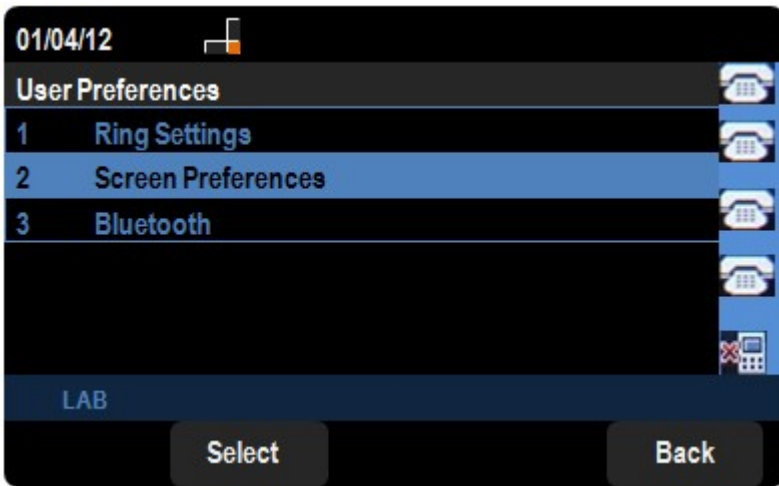 01/04/12
User Preferences
1 Ring Settings
2 Screen Preferences
3 Bluetooth
LAB
Select Back